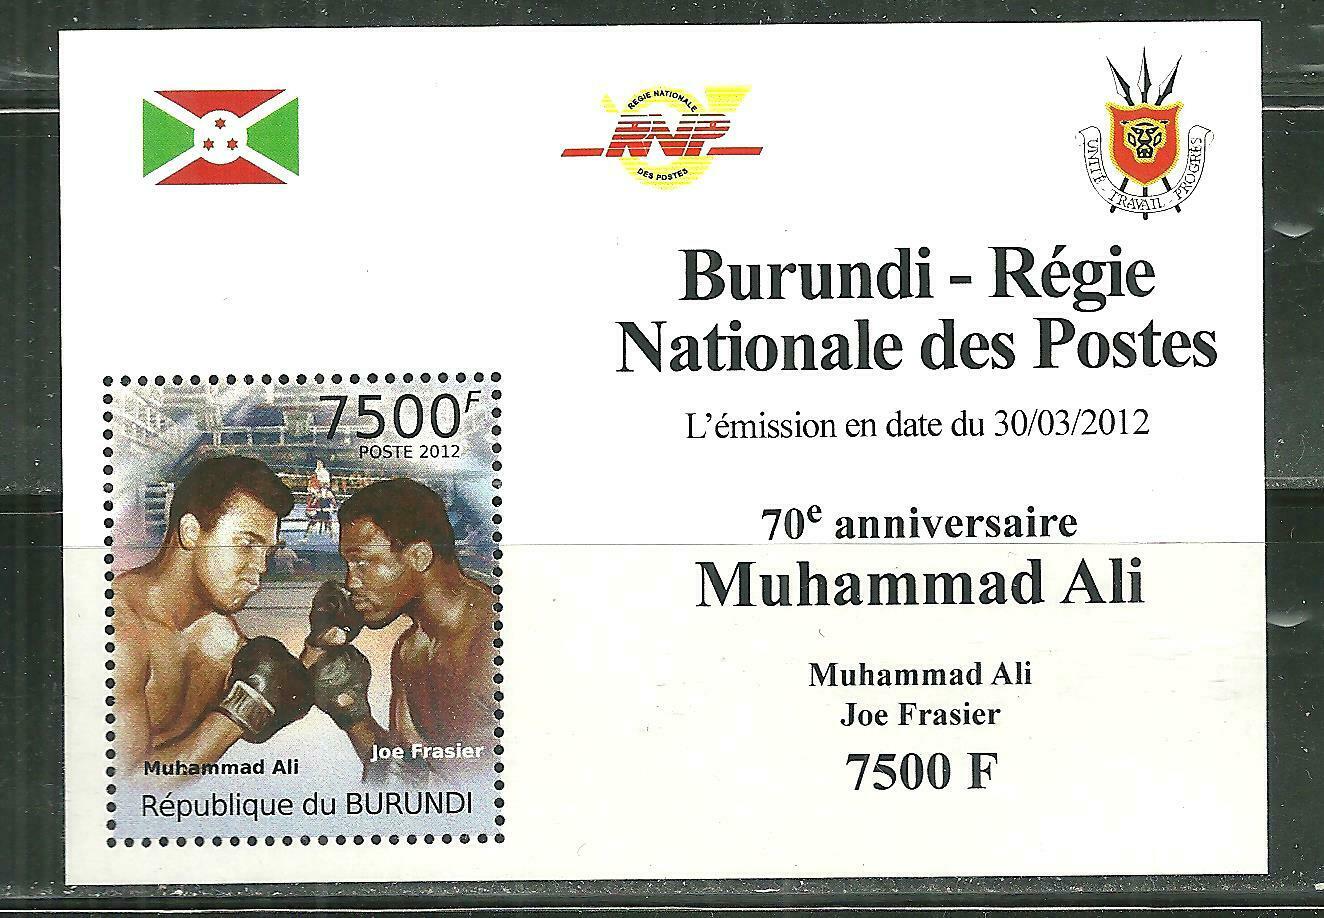 REGIE NATIONALE
RNP
DES POSTES
UNITE - TRAVAIL - PROGRES
Burundi - Régie
Nationale des Postes
L'émission en date du 30/03/2012
70e anniversaire
Muhammad Ali
Muhammad Ali
Joe Frasier
7500 F
7500F
POSTE 2012
Joe Frasier
Muhammad Ali
République du BURUNDI